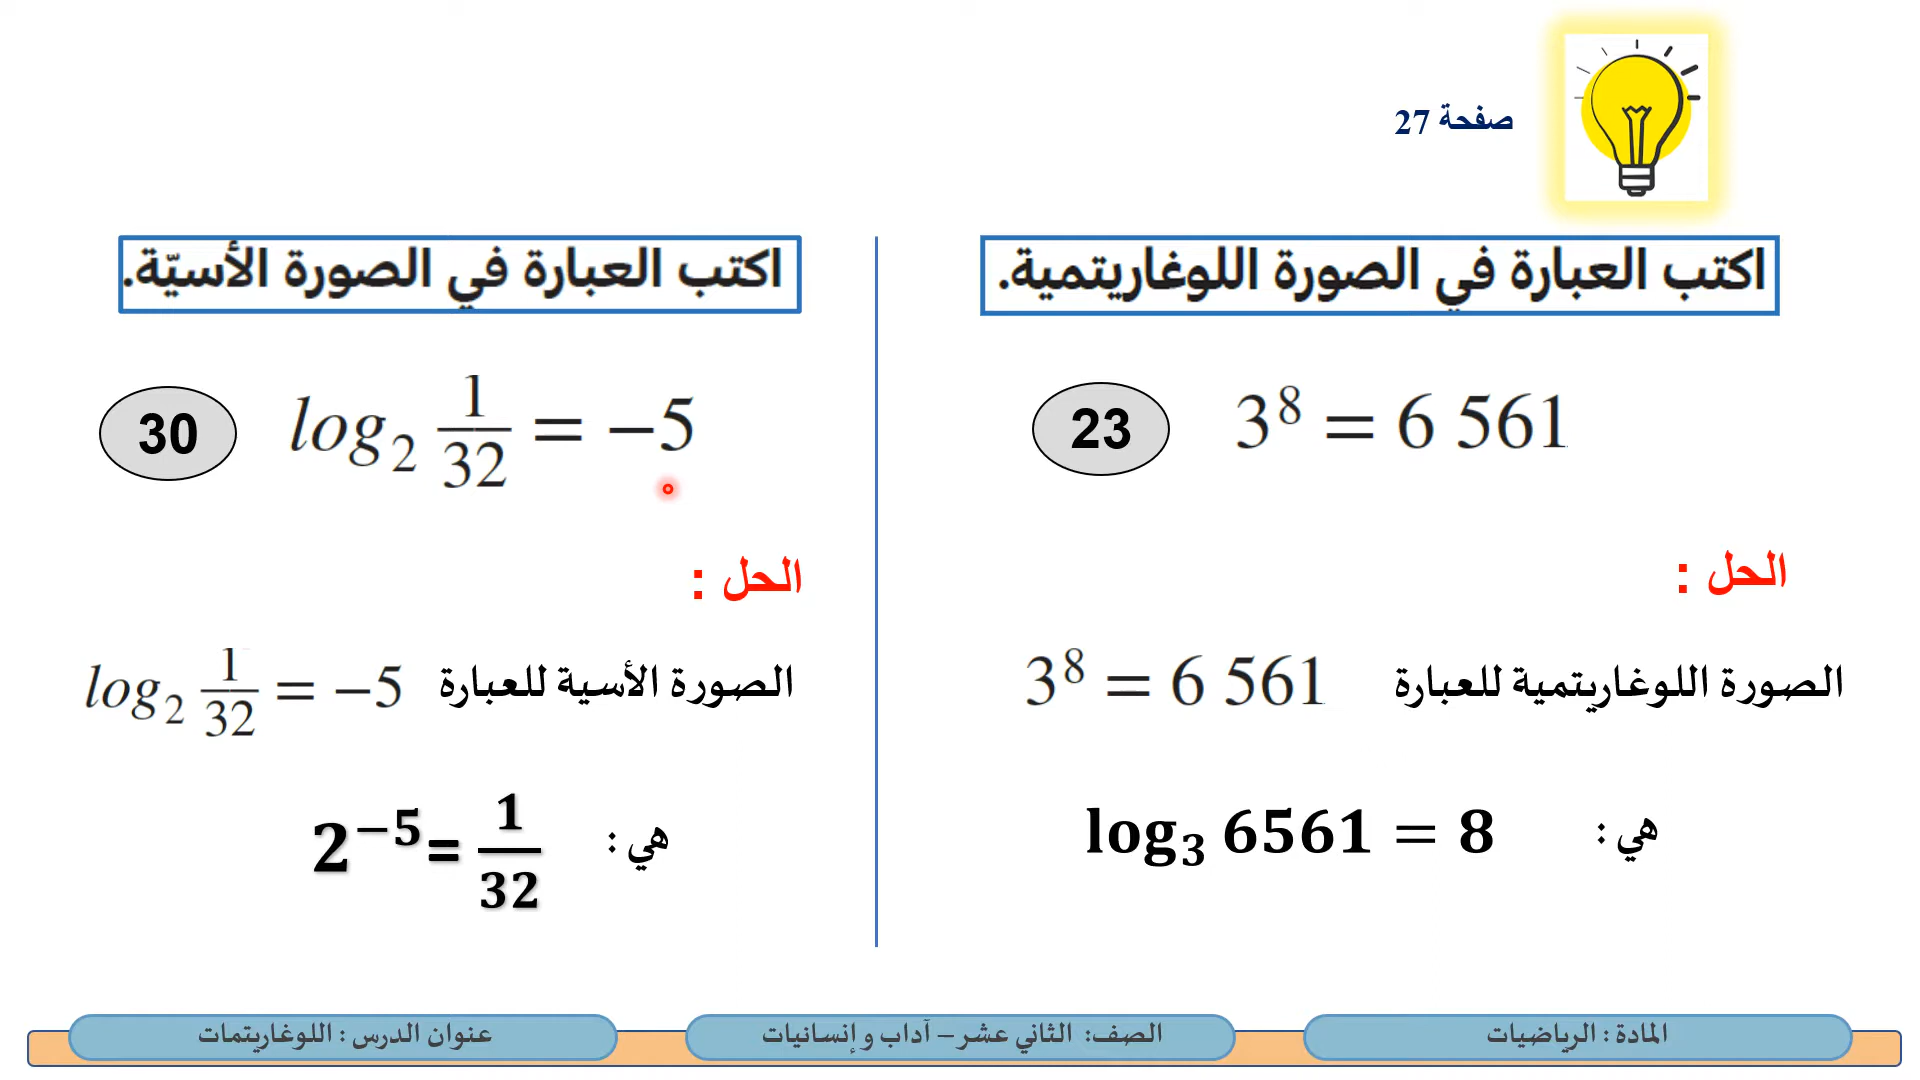 صفحة 27
اكتب العبارة في الصورة اللوغاريتمية.
23 3⁸ = 6 561
الحل :
الصورة اللوغاريتمية للعبارة 3⁸ = 6 561
هي : log₃ 6561 = 8
اكتب العبارة في الصورة الأسيّة.
30 log₂ 1/32 = −5
الحل :
الصورة الأسية للعبارة log₂ 1/32 = −5
هي : 2⁻⁵ = 1/32
المادة : الرياضيات
الصف: الثاني عشر – آداب و إنسانيات
عنوان الدرس : اللوغاريتمات